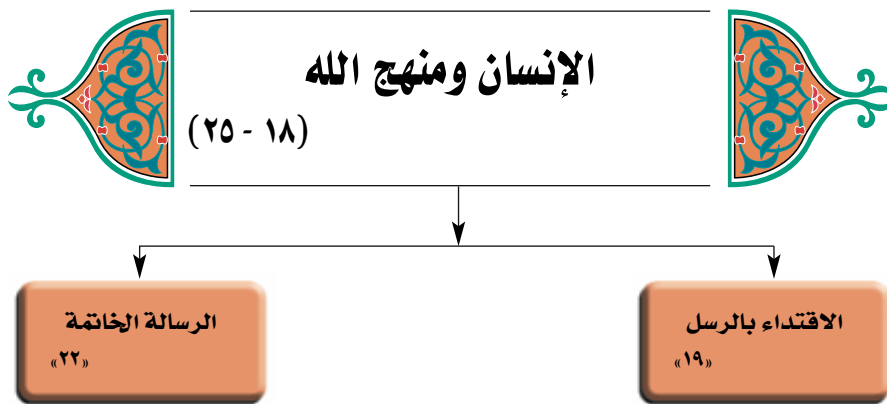 الإنسان ومنهج الله
(١٨ - ٢٥)
الاقتداء بالرسل
«١٩»
الرسالة الخاتمة
«٢٢»